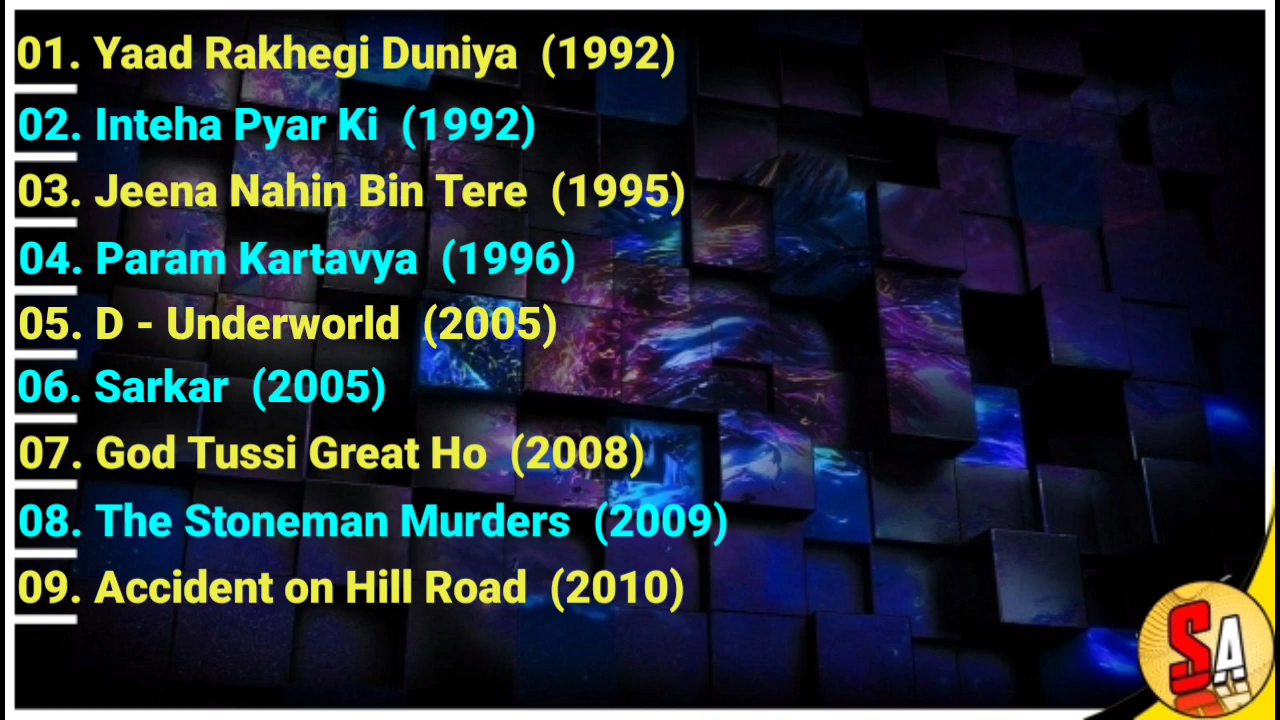 01. Yaad Rakhegi Duniya (1992)
02. Inteha Pyar Ki (1992)
03. Jeena Nahin Bin Tere (1995)
04. Param Kartavya (1996)
05. D - Underworld (2005)
06. Sarkar (2005)
07. God Tussi Great Ho (2008)
08. The Stoneman Murders (2009)
09. Accident on Hill Road (2010)
SA